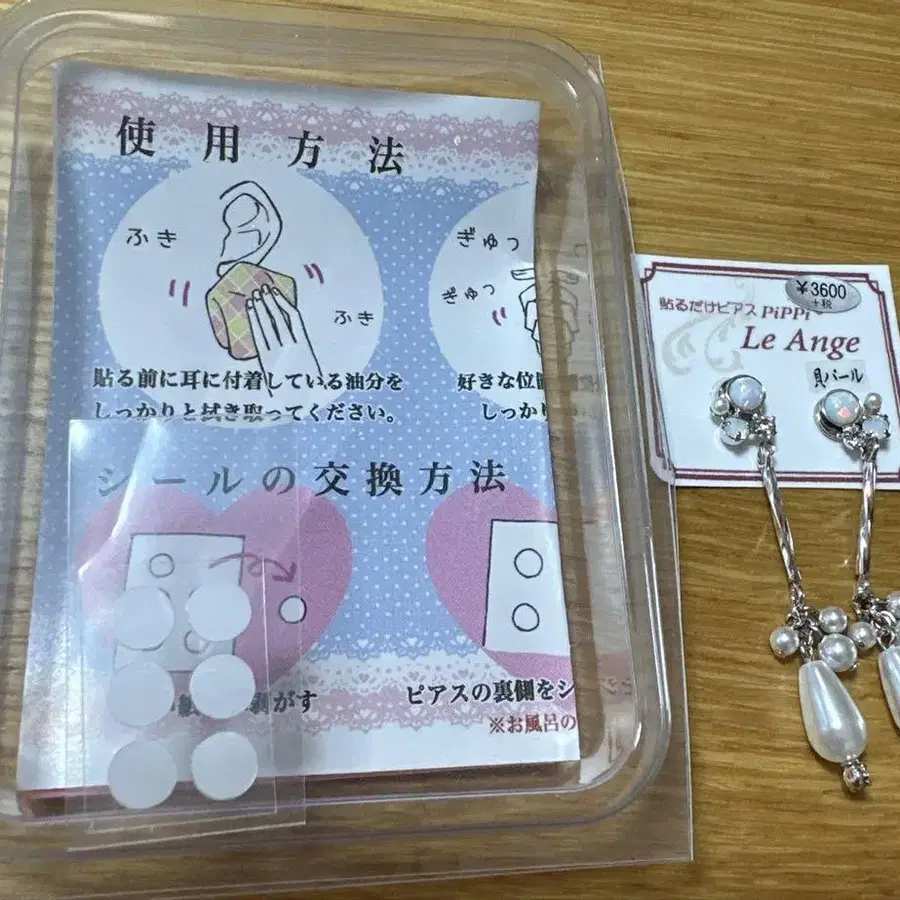 使用方法
ふき
ふき
ぎゅっ
ぎゅっ
貼る前に耳に付着している油分を
しっかりと拭き取ってください。
好きな位
しっか
シールの交換方法
がす
ピアスの裏側をシ
※お風呂の
¥3600
+税
貼るだけピアス PiPPi
Le Ange
貝パール